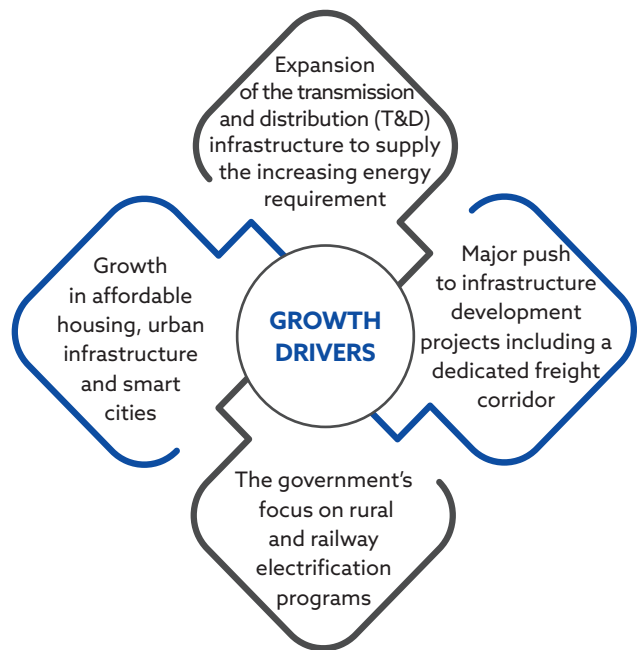 Expansion
of the transmission
and distribution (T&D)
infrastructure to supply
the increasing energy
requirement
Growth
in affordable
housing, urban
infrastructure
and smart
cities
GROWTH
DRIVERS
Major push
to infrastructure
development
projects including a
dedicated freight
corridor
The government’s
focus on rural
and railway
electrification
programs